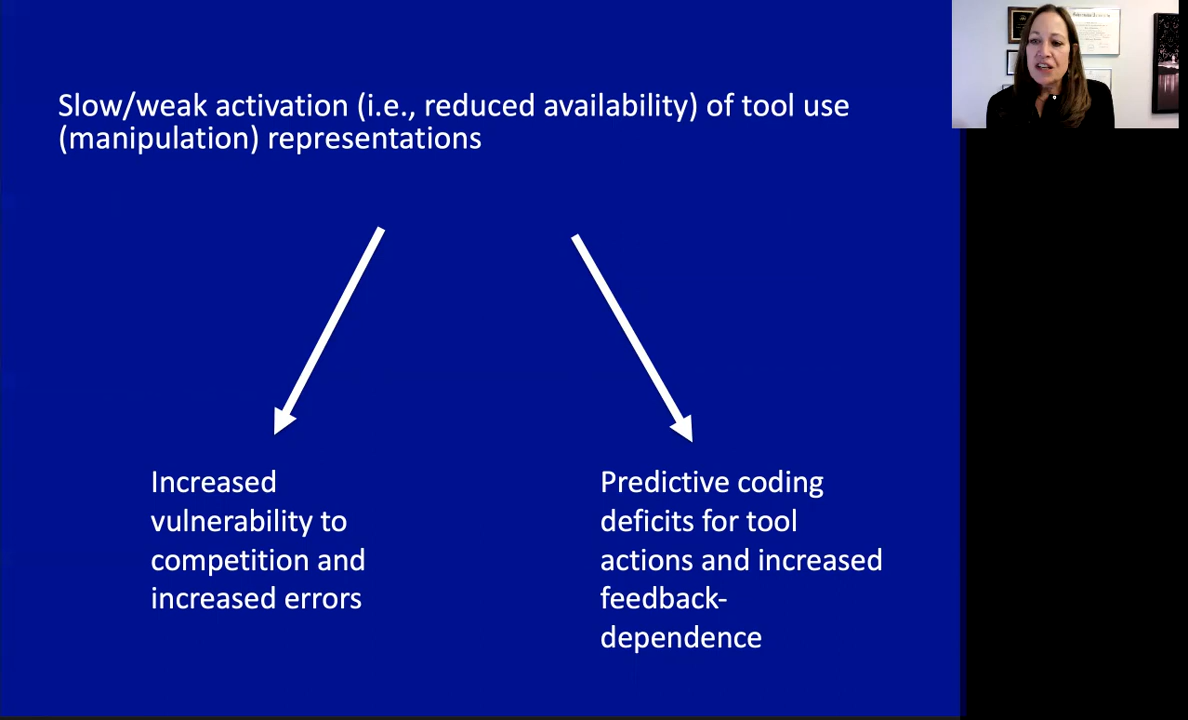 Slow/weak activation (i.e., reduced availability) of tool use
(manipulation) representations
Increased
vulnerability to
competition and
increased errors
Predictive coding
deficits for tool
actions and increased
feedback-
dependence